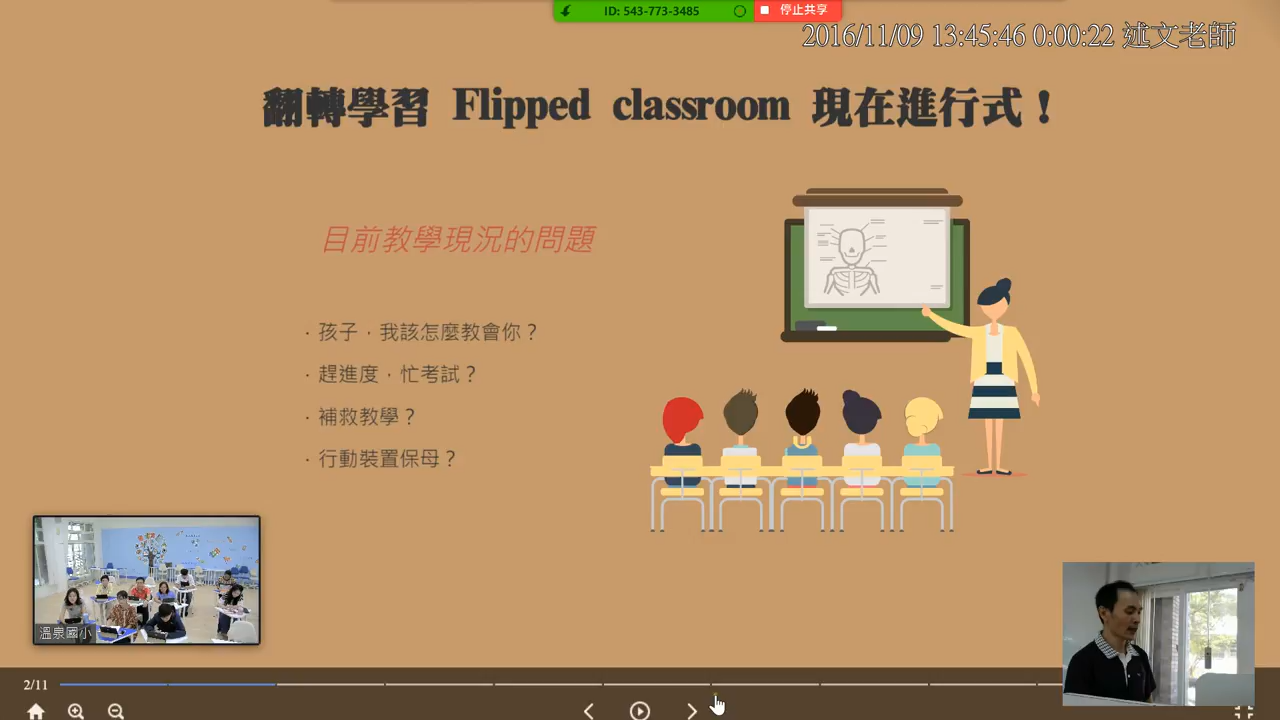 ID: 543-773-3485
停止共享
2016/11/09 13:45:46 0:00:22 述文老師
翻轉學習 Flipped classroom 現在進行式！
目前教學現況的問題
· 孩子，我該怎麼教會你？
· 趕進度，忙考試？
· 補救教學？
· 行動裝置保母？
溫泉國小
2/11